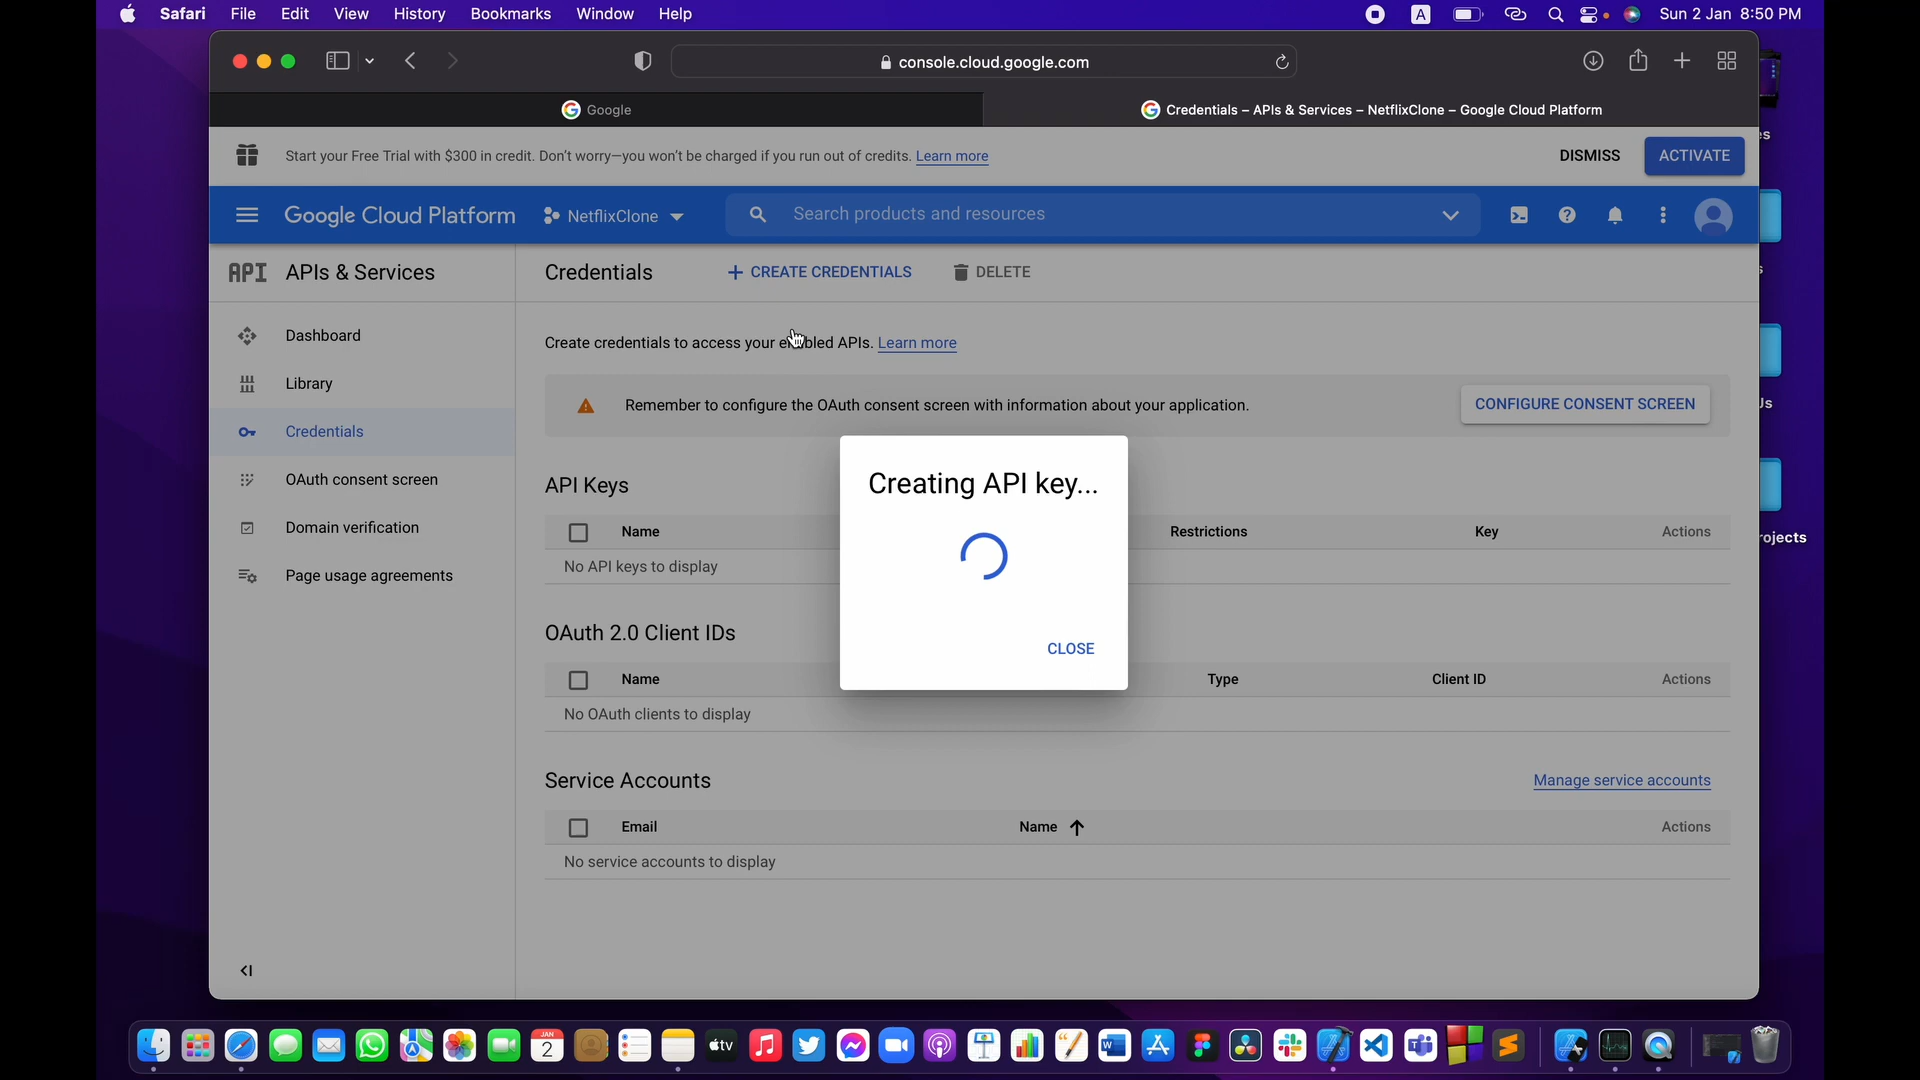 Safari File Edit View History Bookmarks Window Help A Sun 2 Jan 8:50 PM
console.cloud.google.com
Google
Credentials – APIs & Services – NetflixClone – Google Cloud Platform
Start your Free Trial with $300 in credit. Don't worry—you won't be charged if you run out of credits. Learn more
DISMISS
ACTIVATE
Google Cloud Platform
NetflixClone
Search products and resources
API APIs & Services
Credentials
CREATE CREDENTIALS
DELETE
Dashboard
Library
Credentials
OAuth consent screen
Domain verification
Page usage agreements
Create credentials to access your enabled APIs. Learn more
Remember to configure the OAuth consent screen with information about your application.
CONFIGURE CONSENT SCREEN
Creating API key...
CLOSE
API Keys
Name Restrictions Key Actions
No API keys to display
OAuth 2.0 Client IDs
Name Type Client ID Actions
No OAuth clients to display
Service Accounts
Manage service accounts
Email Name Actions
No service accounts to display
rojects
JAN
2
tv